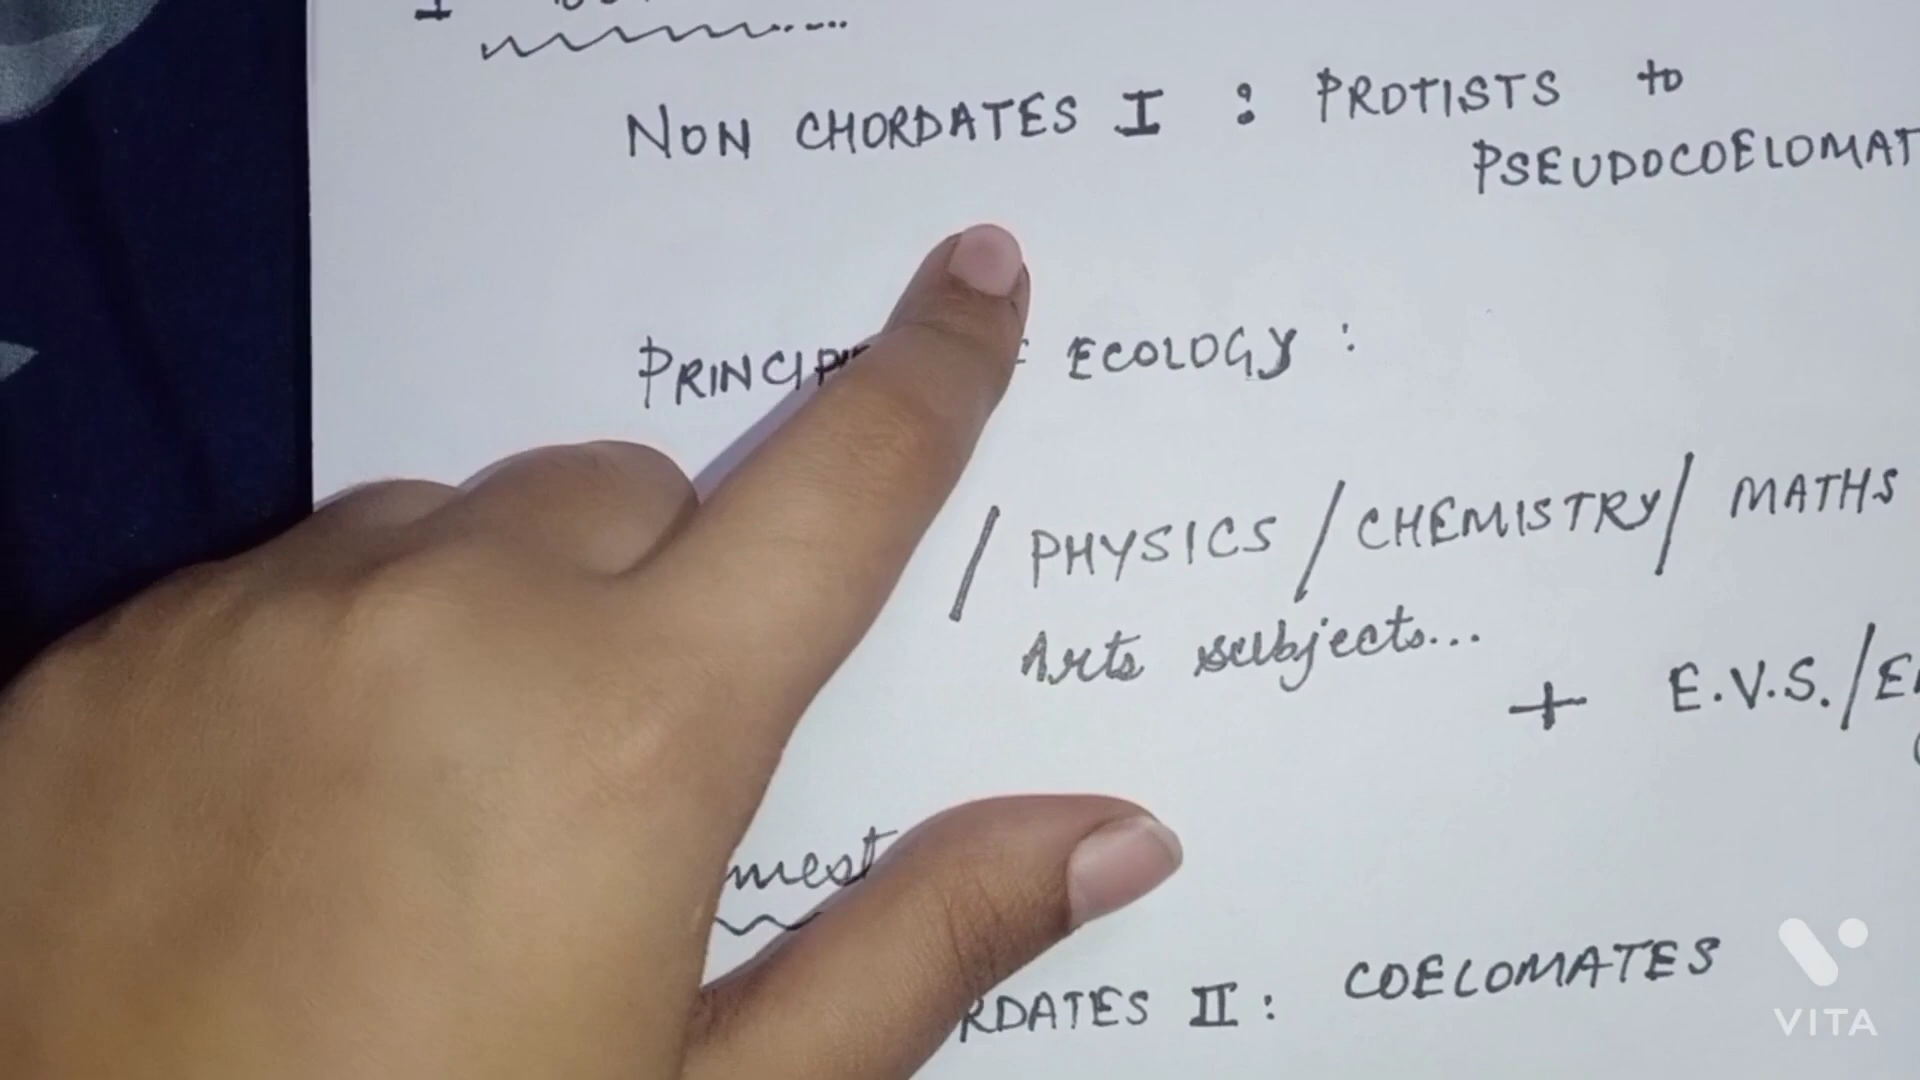 I
NON CHORDATES I : PROTISTS to
PSEUDOCOELOMAT
ECOLOGY :
/ PHYSICS / CHEMISTRY / MATHS
Arts subjects...
+ E.V.S. /
COELOMATES
RDATES II :
VITA